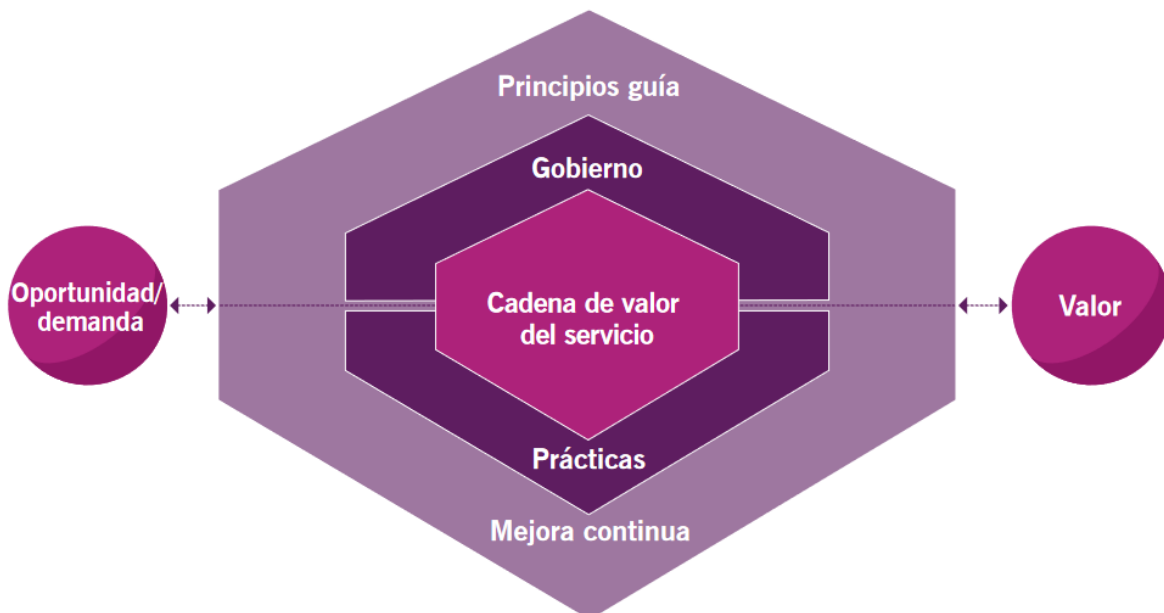 Principios guía
Gobierno
Oportunidad/
demanda
Cadena de valor
del servicio
Valor
Prácticas
Mejora continua